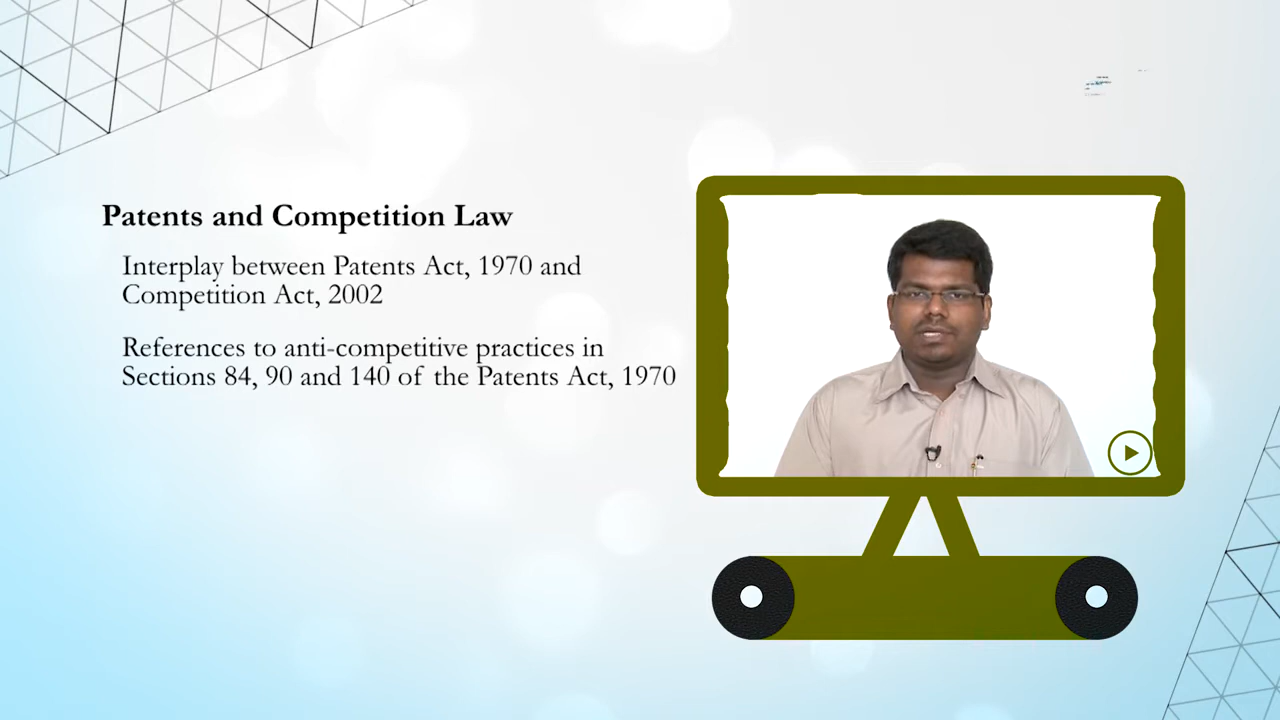 Patents and Competition Law
Interplay between Patents Act, 1970 and
Competition Act, 2002
References to anti-competitive practices in
Sections 84, 90 and 140 of the Patents Act, 1970